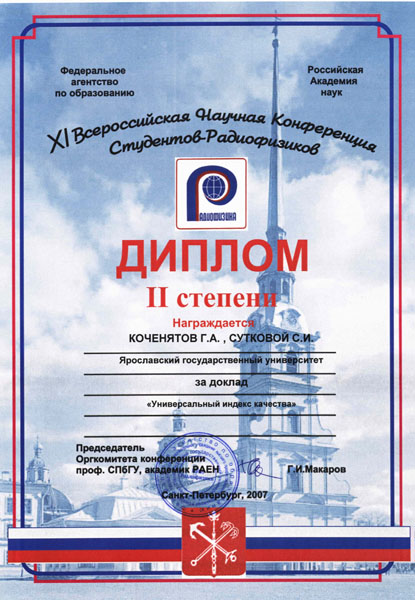 Федеральное
агентство
по образованию
Российская
Академия
наук
XI Всероссийская Научная Конференция
Студентов-Радиофизиков
РАДИОФИЗИКА
ДИПЛОМ
II степени
Награждается
КОЧЕНЯТОВ Г.А. , СУТКОВОЙ С.И.
Ярославский государственный университет
за доклад
«Универсальный индекс качества»
Председатель
Оргкомитета конференции
проф. СПбГУ, академик РАЕН
Г.И.Макаров
Санкт-Петербург, 2007